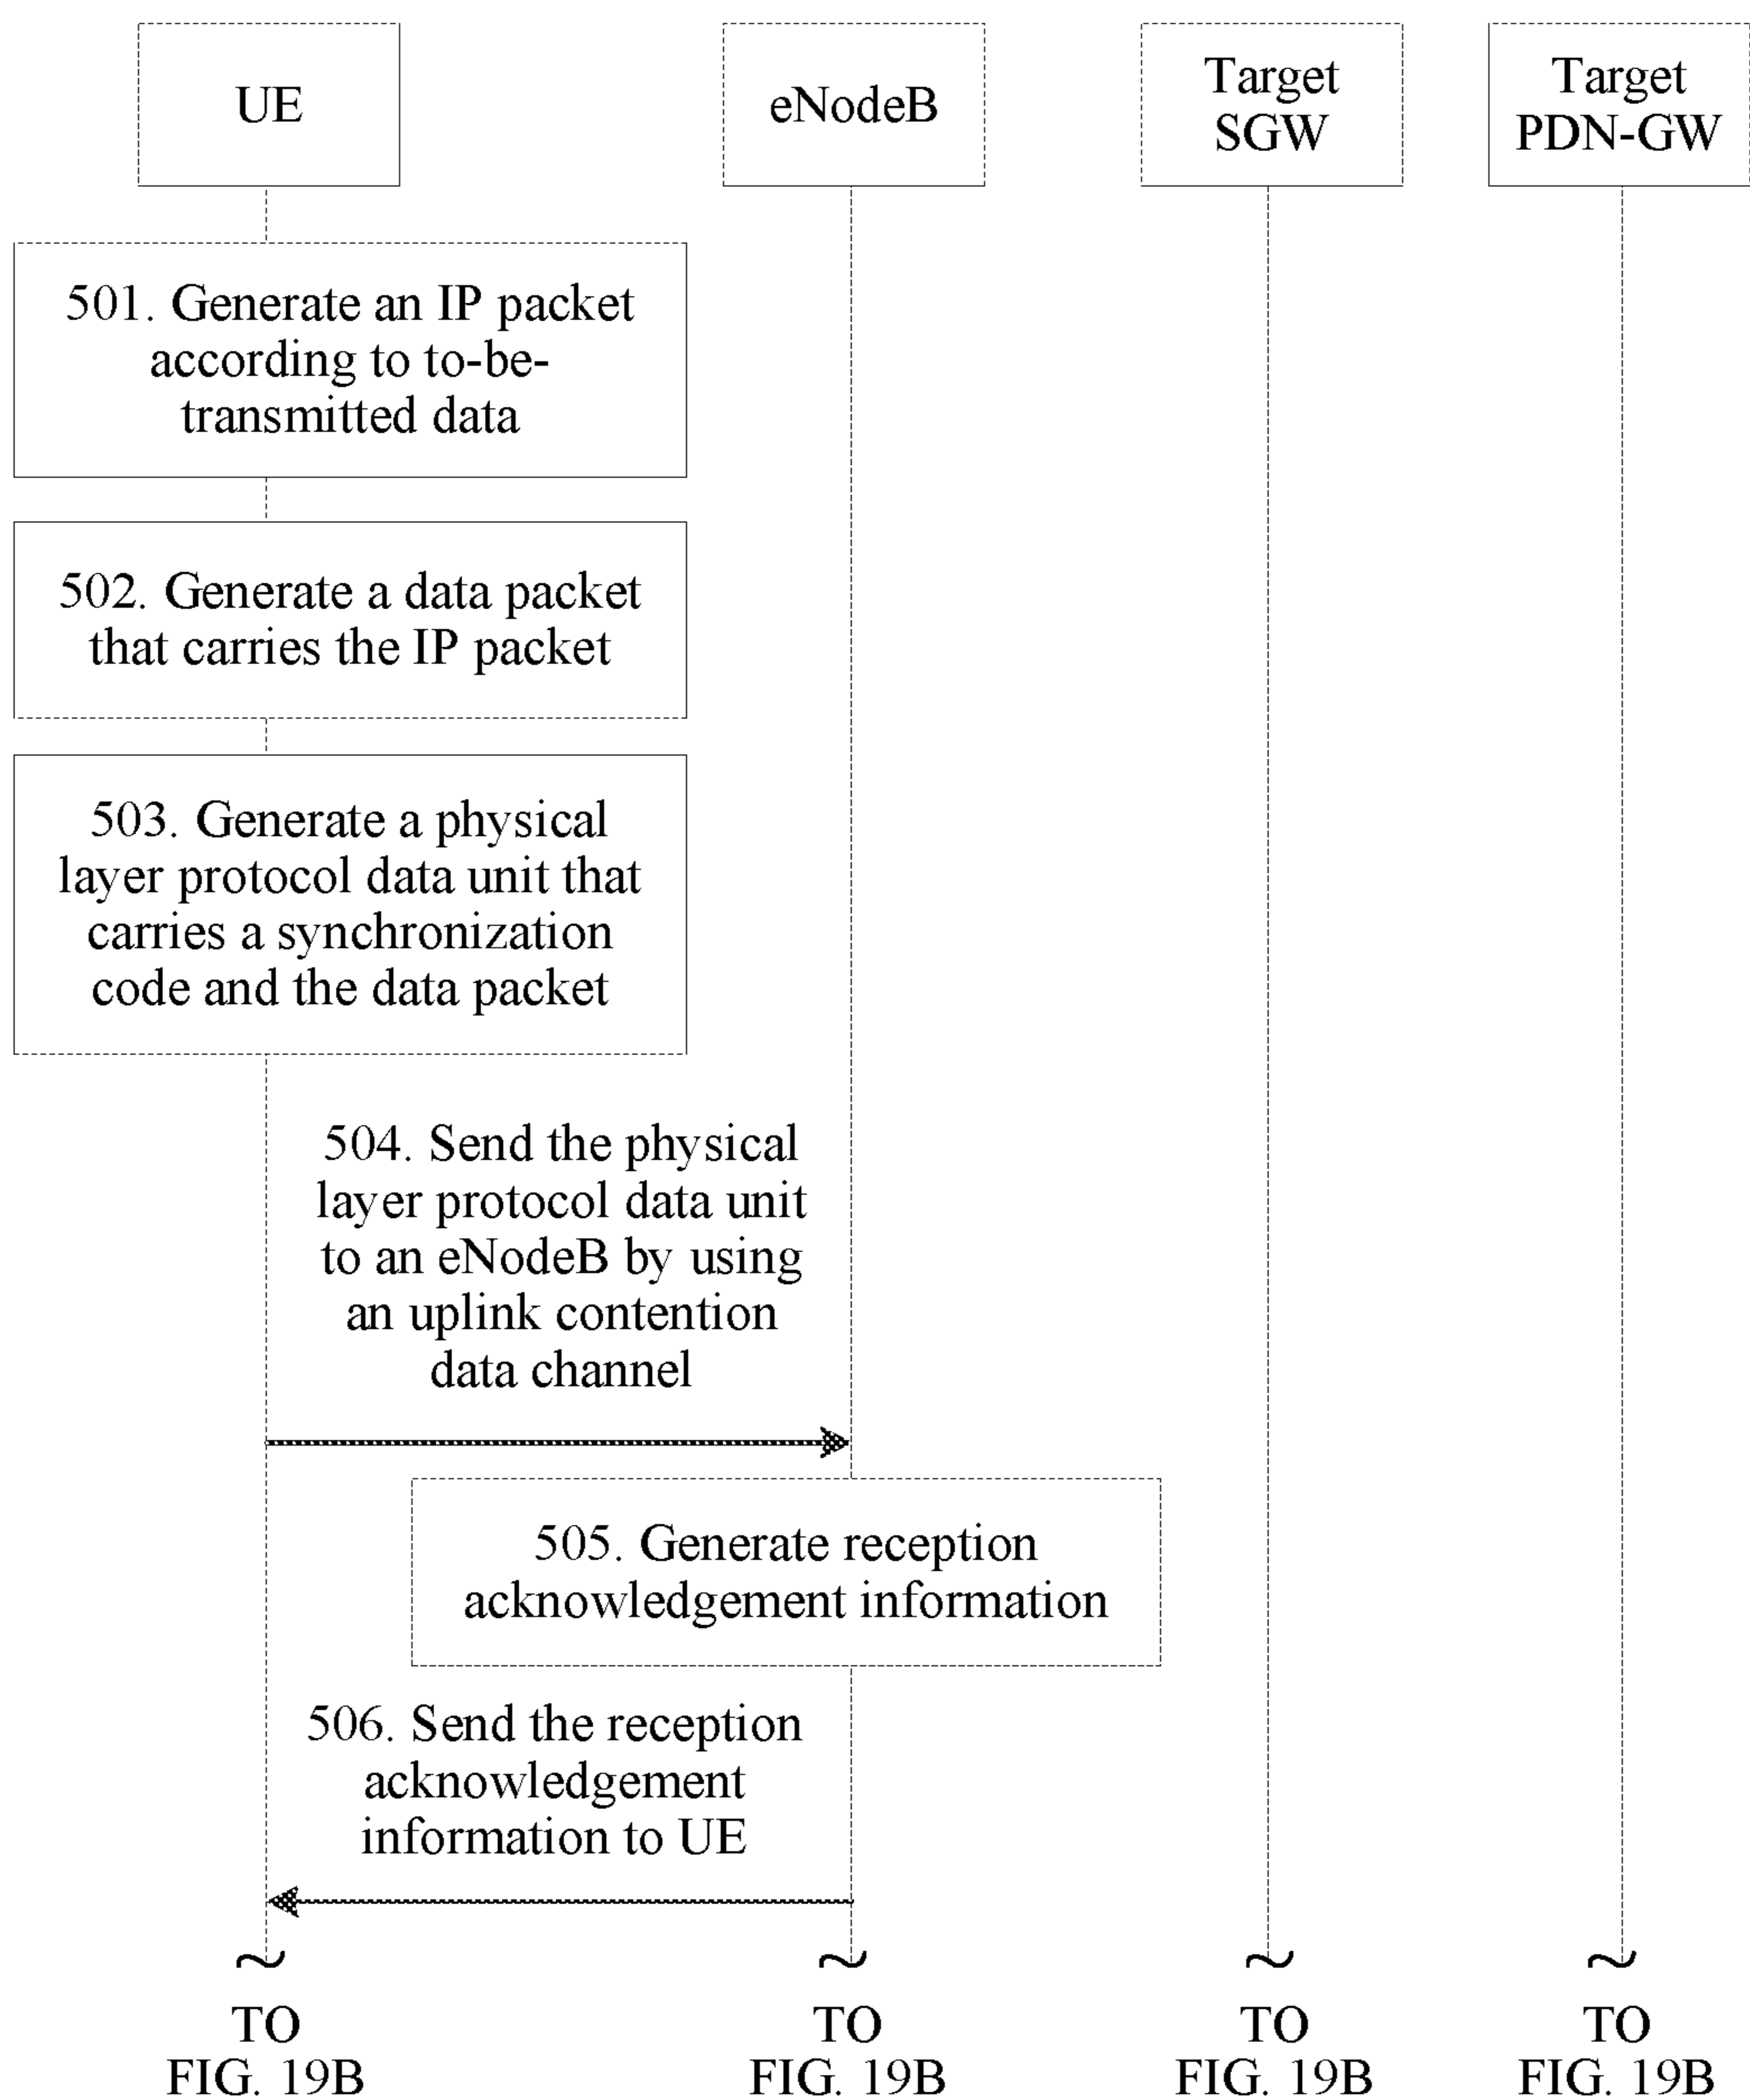 UE
eNodeB
Target
SGW
Target
PDN-GW
501. Generate an IP packet
according to to-be-
transmitted data
502. Generate a data packet
that carries the IP packet
503. Generate a physical
layer protocol data unit that
carries a synchronization
code and the data packet
504. Send the physical
layer protocol data unit
to an eNodeB by using
an uplink contention
data channel
505. Generate reception
acknowledgement information
506. Send the reception
acknowledgement
information to UE
TO
FIG. 19B
TO
FIG. 19B
TO
FIG. 19B
TO
FIG. 19B